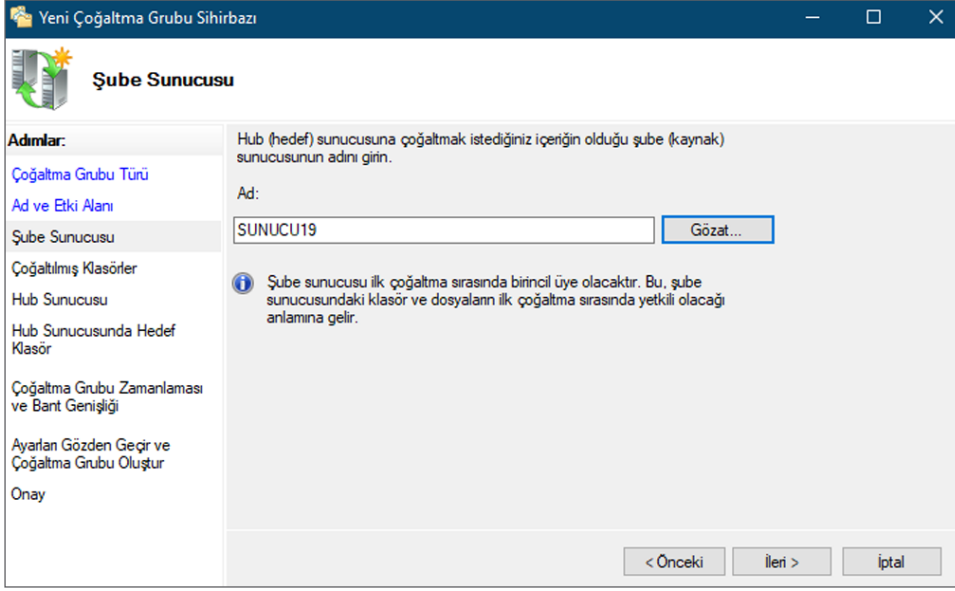 Yeni Çoğaltma Grubu Sihirbazı
Şube Sunucusu
Adımlar:
Çoğaltma Grubu Türü
Ad ve Etki Alanı
Şube Sunucusu
Çoğaltılmış Klasörler
Hub Sunucusu
Hub Sunucusunda Hedef
Klasör
Çoğaltma Grubu Zamanlaması
ve Bant Genişliği
Ayarları Gözden Geçir ve
Çoğaltma Grubu Oluştur
Onay
Hub (hedef) sunucusuna çoğaltmak istediğiniz içeriğin olduğu şube (kaynak)
sunucusunun adını girin.
Ad:
SUNUCU19
Gözat...
Şube sunucusu ilk çoğaltma sırasında birincil üye olacaktır. Bu, şube
sunucusundaki klasör ve dosyaların ilk çoğaltma sırasında yetkili olacağı
anlamına gelir.
< Önceki
İleri >
İptal